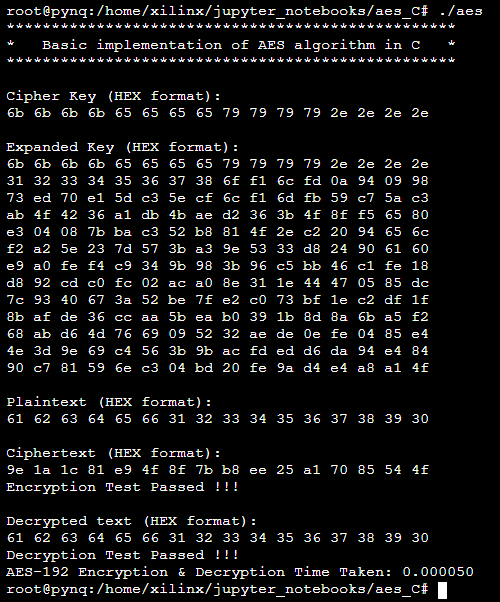 root@pynq:/home/xilinx/jupyter_notebooks/aes_C# ./aes
**************************************************
*   Basic implementation of AES algorithm in C   *
**************************************************
Cipher Key (HEX format):
6b 6b 6b 6b 65 65 65 65 79 79 79 79 2e 2e 2e 2e
Expanded Key (HEX format):
6b 6b 6b 6b 65 65 65 65 79 79 79 79 2e 2e 2e 2e
31 32 33 34 35 36 37 38 6f f1 6c fd 0a 94 09 98
73 ed 70 e1 5d c3 5e cf 6c f1 6d fb 59 c7 5a c3
ab 4f 42 36 a1 db 4b ae d2 36 3b 4f 8f f5 65 80
e3 04 08 7b ba c3 52 b8 81 4f 2e c2 20 94 65 6c
f2 a2 5e 23 7d 57 3b a3 9e 53 33 d8 24 90 61 60
e9 a0 fe f4 c9 34 9b 98 3b 96 c5 bb 46 c1 fe 18
d8 92 cd c0 fc 02 ac a0 8e 31 1e 44 47 05 85 dc
7c 93 40 67 3a 52 be 7f e2 c0 73 bf 1e c2 df 1f
8b af de 36 cc aa 5b ea b0 39 1b 8d 8a 6b a5 f2
68 ab d6 4d 76 69 09 52 32 ae de 0e fe 04 85 e4
4e 3d 9e 69 c4 56 3b 9b ac fd ed d6 da 94 e4 84
90 c7 81 59 6e c3 04 bd 20 fe 9a d4 e4 a8 a1 4f
Plaintext (HEX format):
61 62 63 64 65 66 31 32 33 34 35 36 37 38 39 30
Ciphertext (HEX format):
9e 1a 1c 81 e9 4f 8f 7b b8 ee 25 a1 70 85 54 4f
Encryption Test Passed !!!
Decrypted text (HEX format):
61 62 63 64 65 66 31 32 33 34 35 36 37 38 39 30
Decryption Test Passed !!!
AES-192 Encryption & Decryption Time Taken: 0.000050
root@pynq:/home/xilinx/jupyter_notebooks/aes_C#